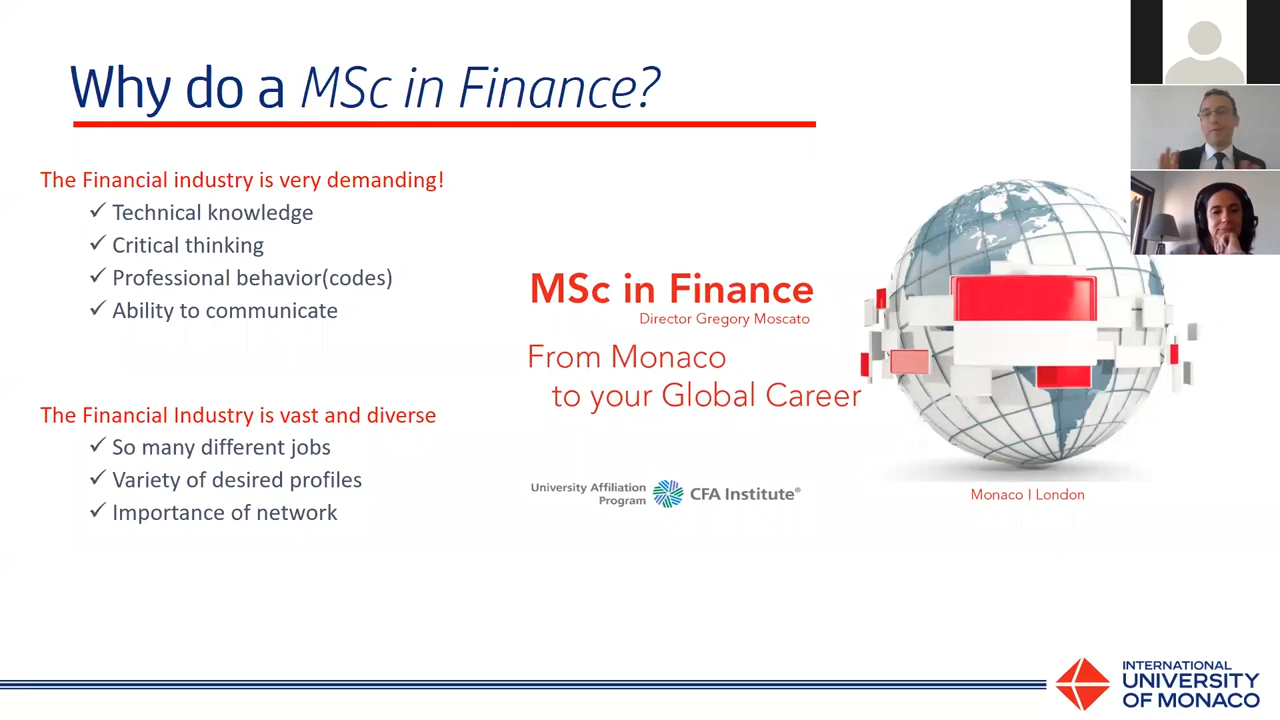 Why do a MSc in Finance?
The Financial industry is very demanding!
✓ Technical knowledge
✓ Critical thinking
✓ Professional behavior(codes)
✓ Ability to communicate
The Financial Industry is vast and diverse
✓ So many different jobs
✓ Variety of desired profiles
✓ Importance of network
MSc in Finance
Director Gregory Moscato
From Monaco
to your Global Career
University Affiliation
Program
CFA Institute®
Monaco | London
INTERNATIONAL
UNIVERSITY
OF MONACO